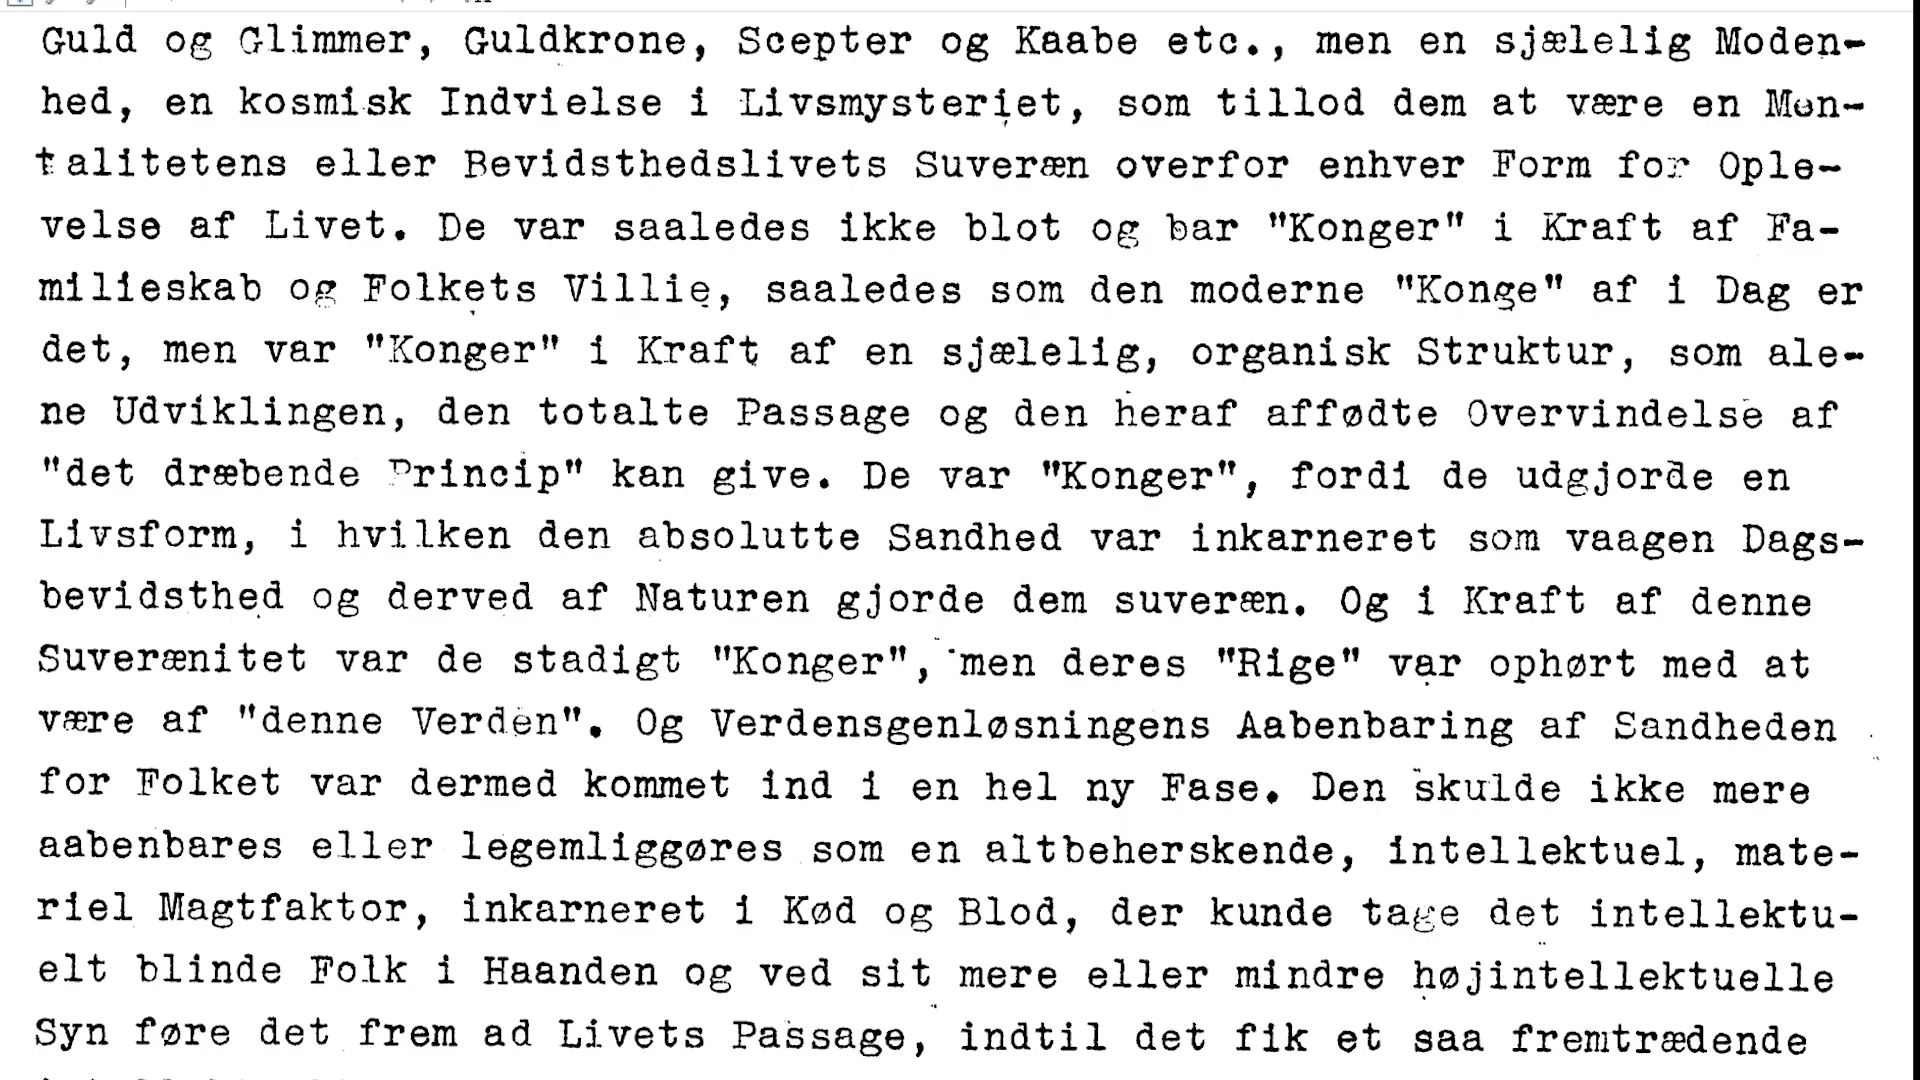 Guld og Glimmer, Guldkrone, Scepter og Kaabe etc., men en sjælelig Moden-
hed, en kosmisk Indvielse i Livsmysteriet, som tillod dem at være en Men-
talitetens eller Bevidsthedslivets Suveræn overfor enhver Form for Ople-
velse af Livet. De var saaledes ikke blot og bar "Konger" i Kraft af Fa-
milieskab og Folkets Villie, saaledes som den moderne "Konge" af i Dag er
det, men var "Konger" i Kraft af en sjælelig, organisk Struktur, som ale-
ne Udviklingen, den totalte Passage og den heraf affødte Overvindelse af
"det dræbende Princip" kan give. De var "Konger", fordi de udgjorde en
Livsform, i hvilken den absolutte Sandhed var inkarneret som vaagen Dags-
bevidsthed og derved af Naturen gjorde dem suveræn. Og i Kraft af denne
Suverænitet var de stadigt "Konger", men deres "Rige" var ophørt med at
være af "denne Verden". Og Verdensgenløsningens Aabenbaring af Sandheden
for Folket var dermed kommet ind i en hel ny Fase. Den skulde ikke mere
aabenbares eller legemliggøres som en altbeherskende, intellektuel, mate-
riel Magtfaktor, inkarneret i Kød og Blod, der kunde tage det intellektu-
elt blinde Folk i Haanden og ved sit mere eller mindre højintellektuelle
Syn føre det frem ad Livets Passage, indtil det fik et saa fremtrædende